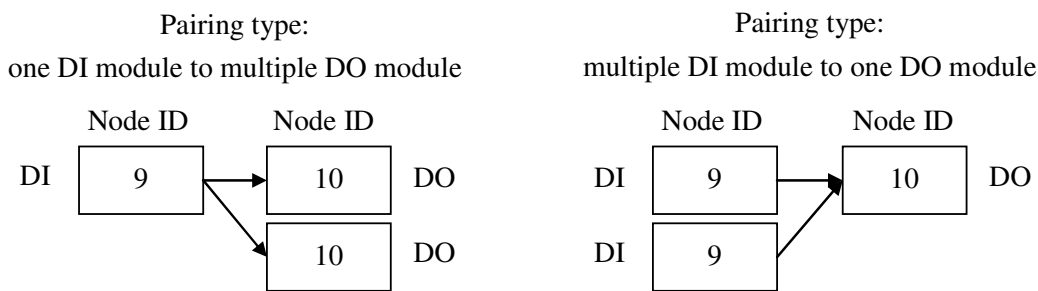 Pairing type:
one DI module to multiple DO module
Node ID Node ID
DI 9 10 DO
10 DO
Pairing type:
multiple DI module to one DO module
Node ID Node ID
DI 9 10 DO
DI 9